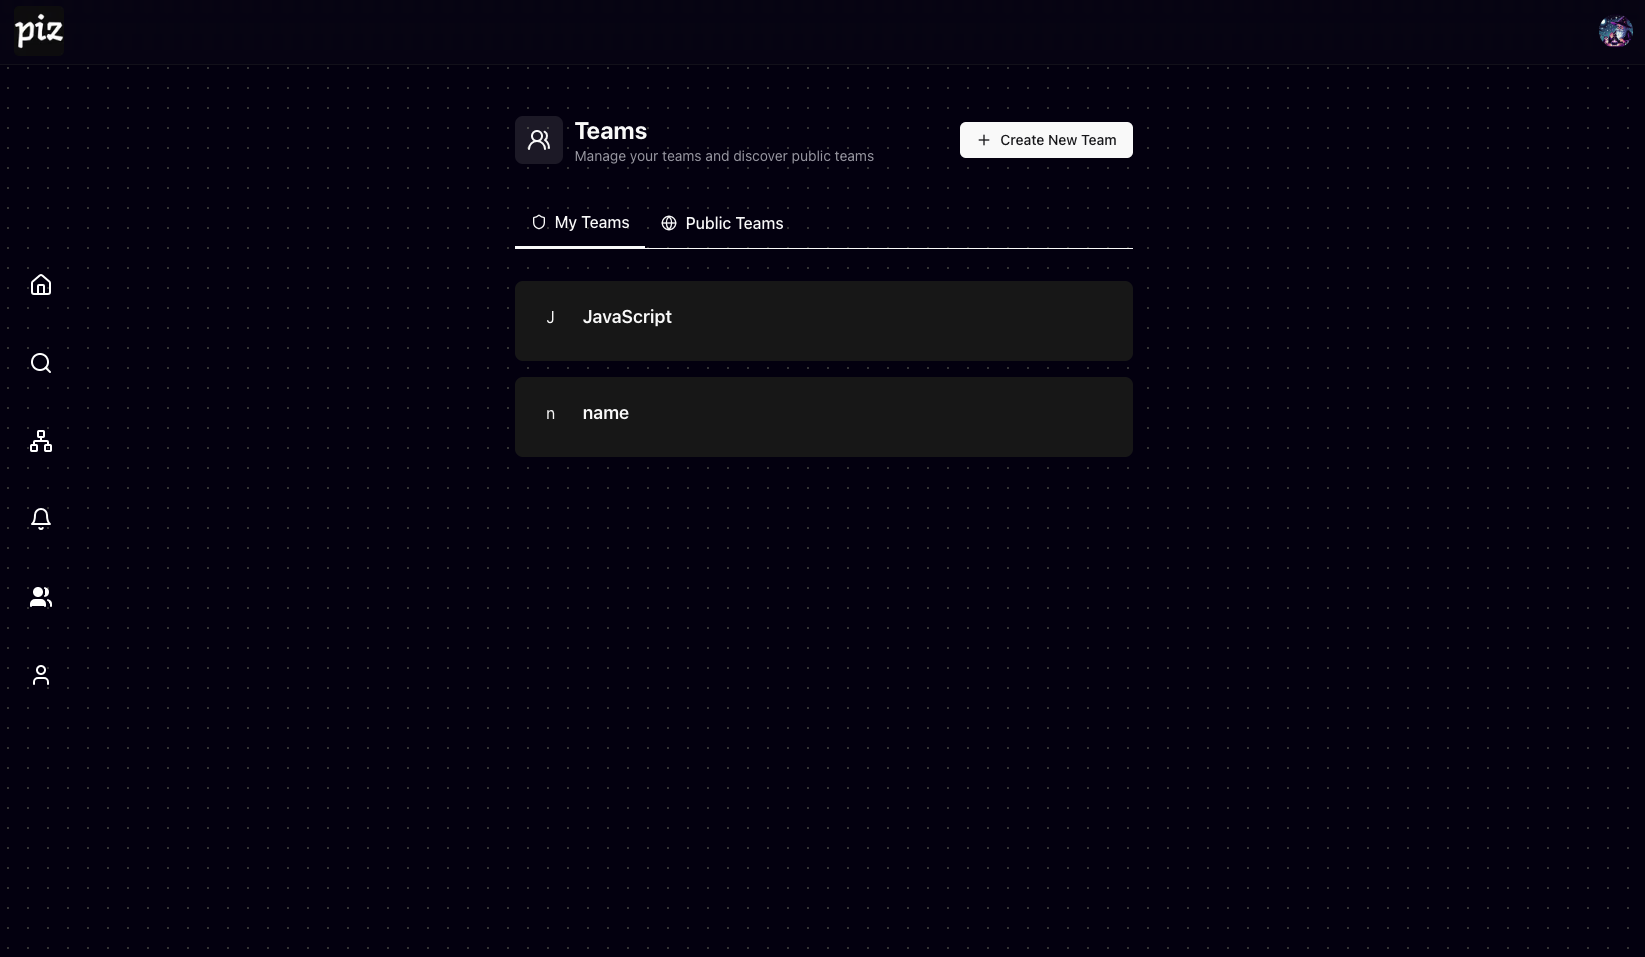 piz
Teams
Manage your teams and discover public teams
Create New Team
My Teams
Public Teams
J
JavaScript
n
name